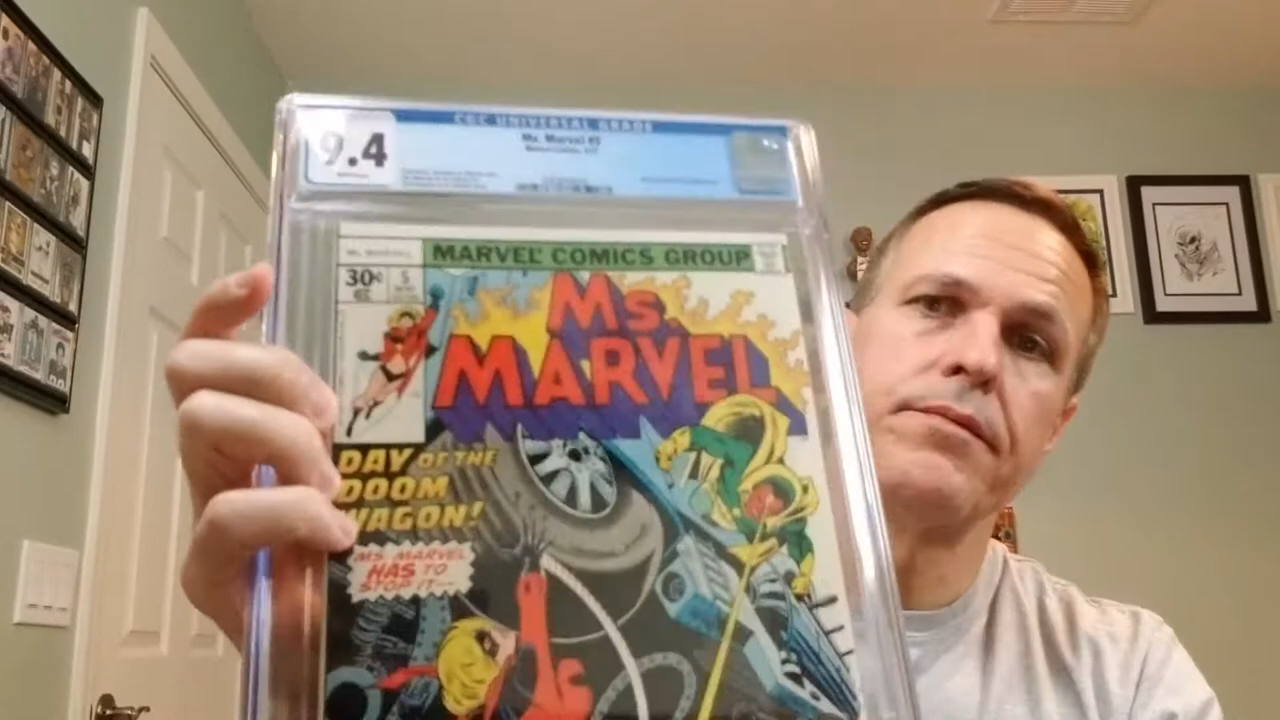 CGC UNIVERSAL GRADE
9.4
Ms. Marvel #5
MARVEL COMICS GROUP
30¢
5
Ms.
MARVEL
DAY OF THE
DOOM
WAGON!
MS. MARVEL
HAS TO
STOP IT—